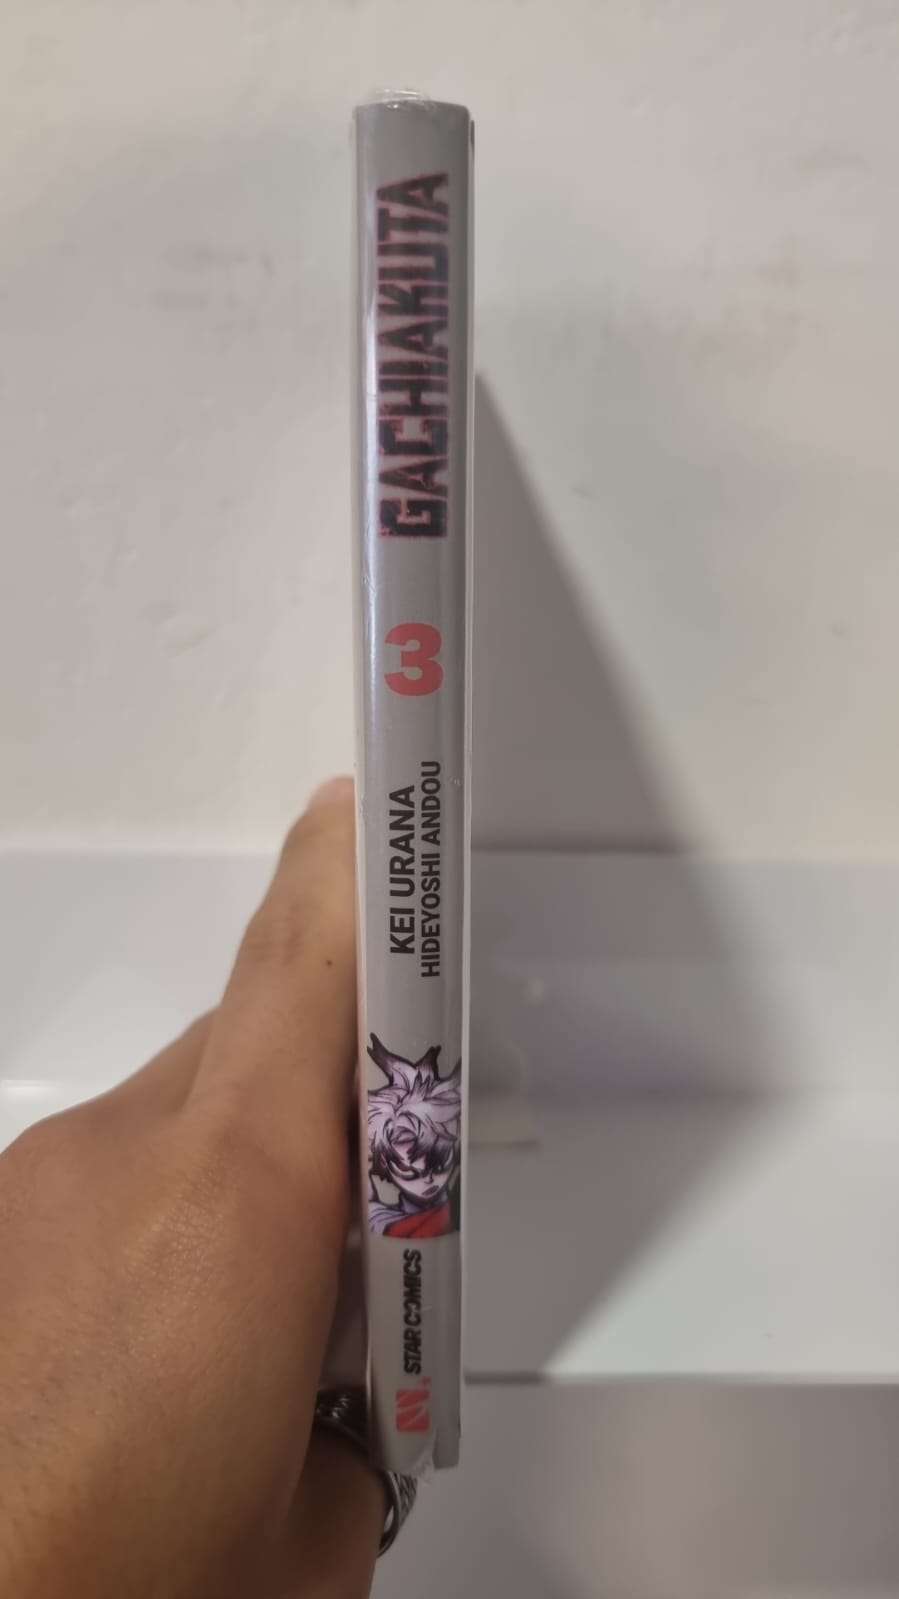 GACHIAKUTA
3
KEI URANA
HIDEYOSHI ANDOU
STAR COMICS